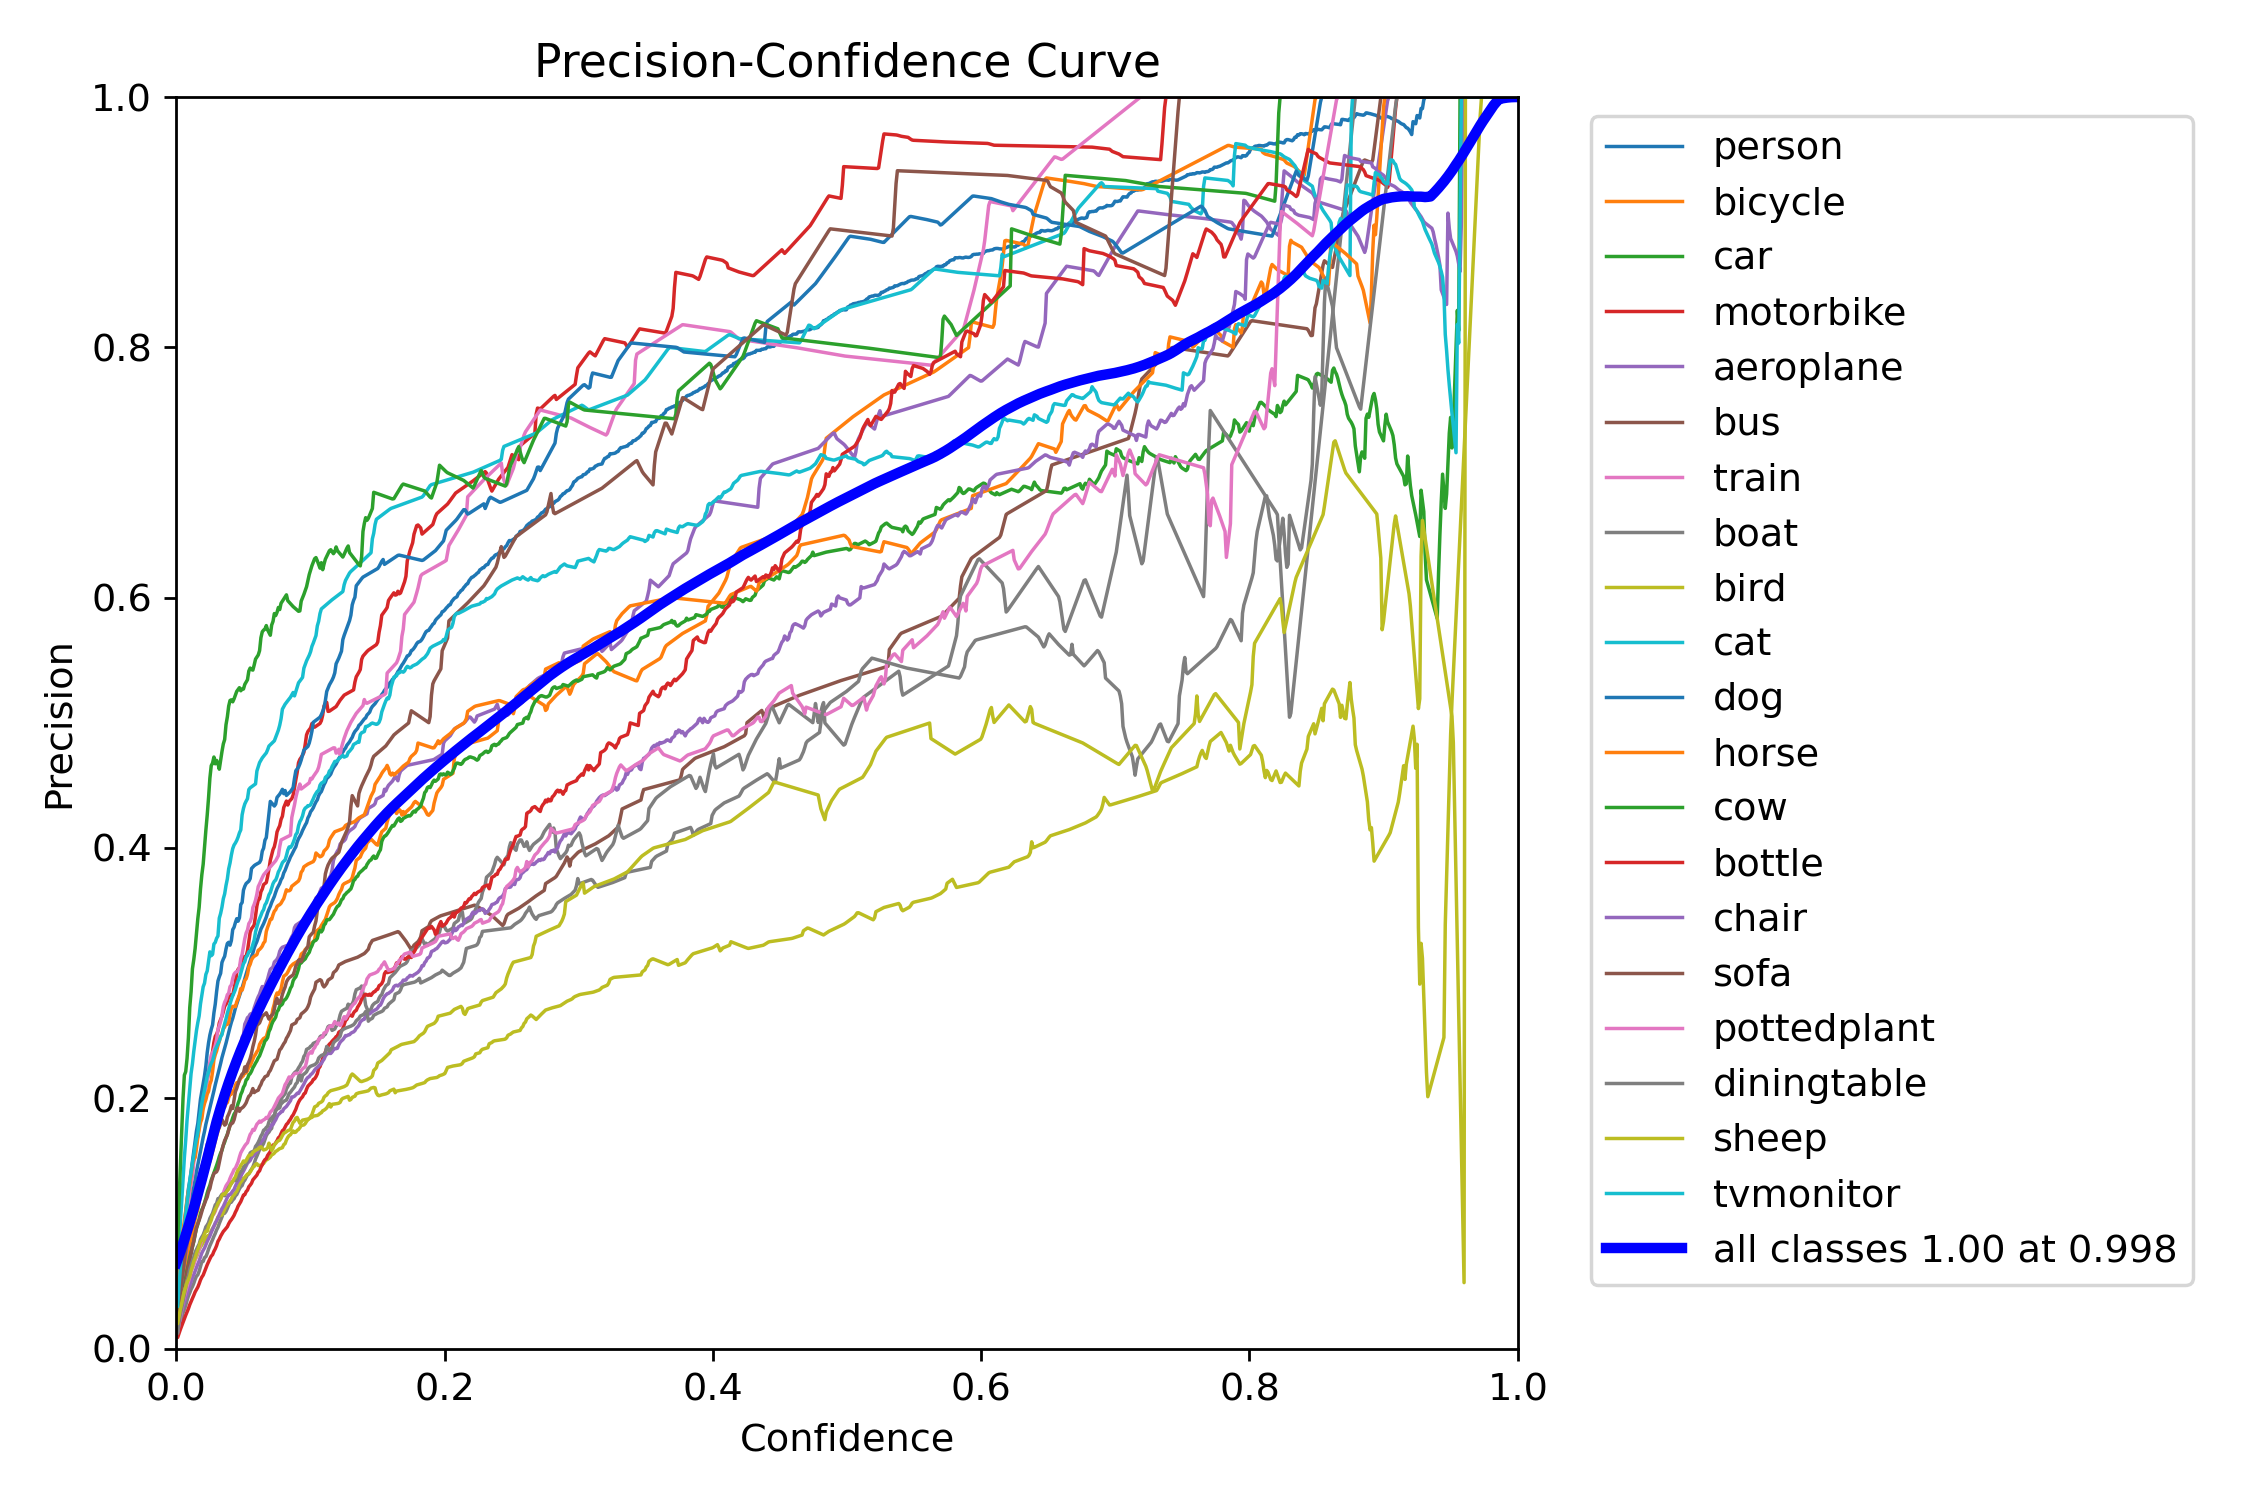 Precision-Confidence Curve
1.0
0.8
0.6
0.4
0.2
0.0
Precision
0.0 0.2 0.4 0.6 0.8 1.0
Confidence
person
bicycle
car
motorbike
aeroplane
bus
train
boat
bird
cat
dog
horse
cow
bottle
chair
sofa
pottedplant
diningtable
sheep
tvmonitor
all classes 1.00 at 0.998